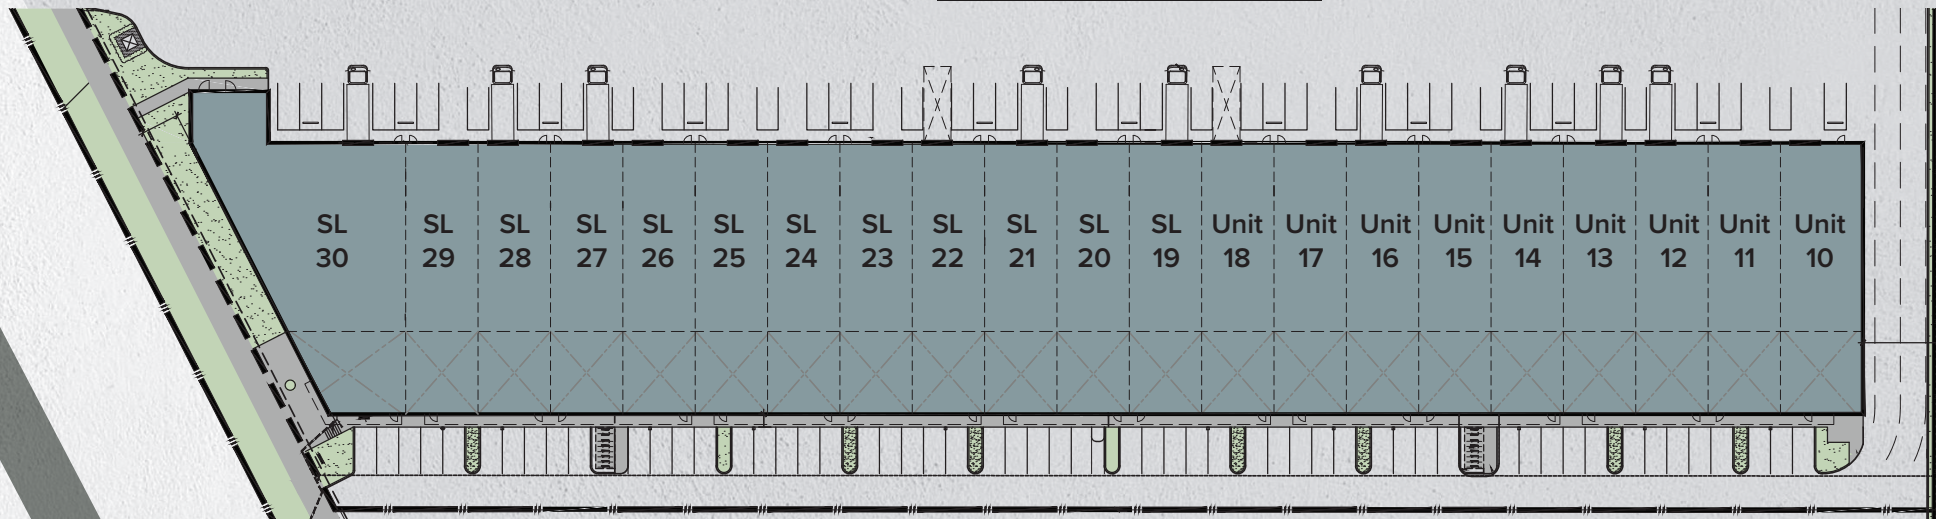 SL 30
SL 29
SL 28
SL 27
SL 26
SL 25
SL 24
SL 23
SL 22
SL 21
SL 20
SL 19
Unit 18
Unit 17
Unit 16
Unit 15
Unit 14
Unit 13
Unit 12
Unit 11
Unit 10